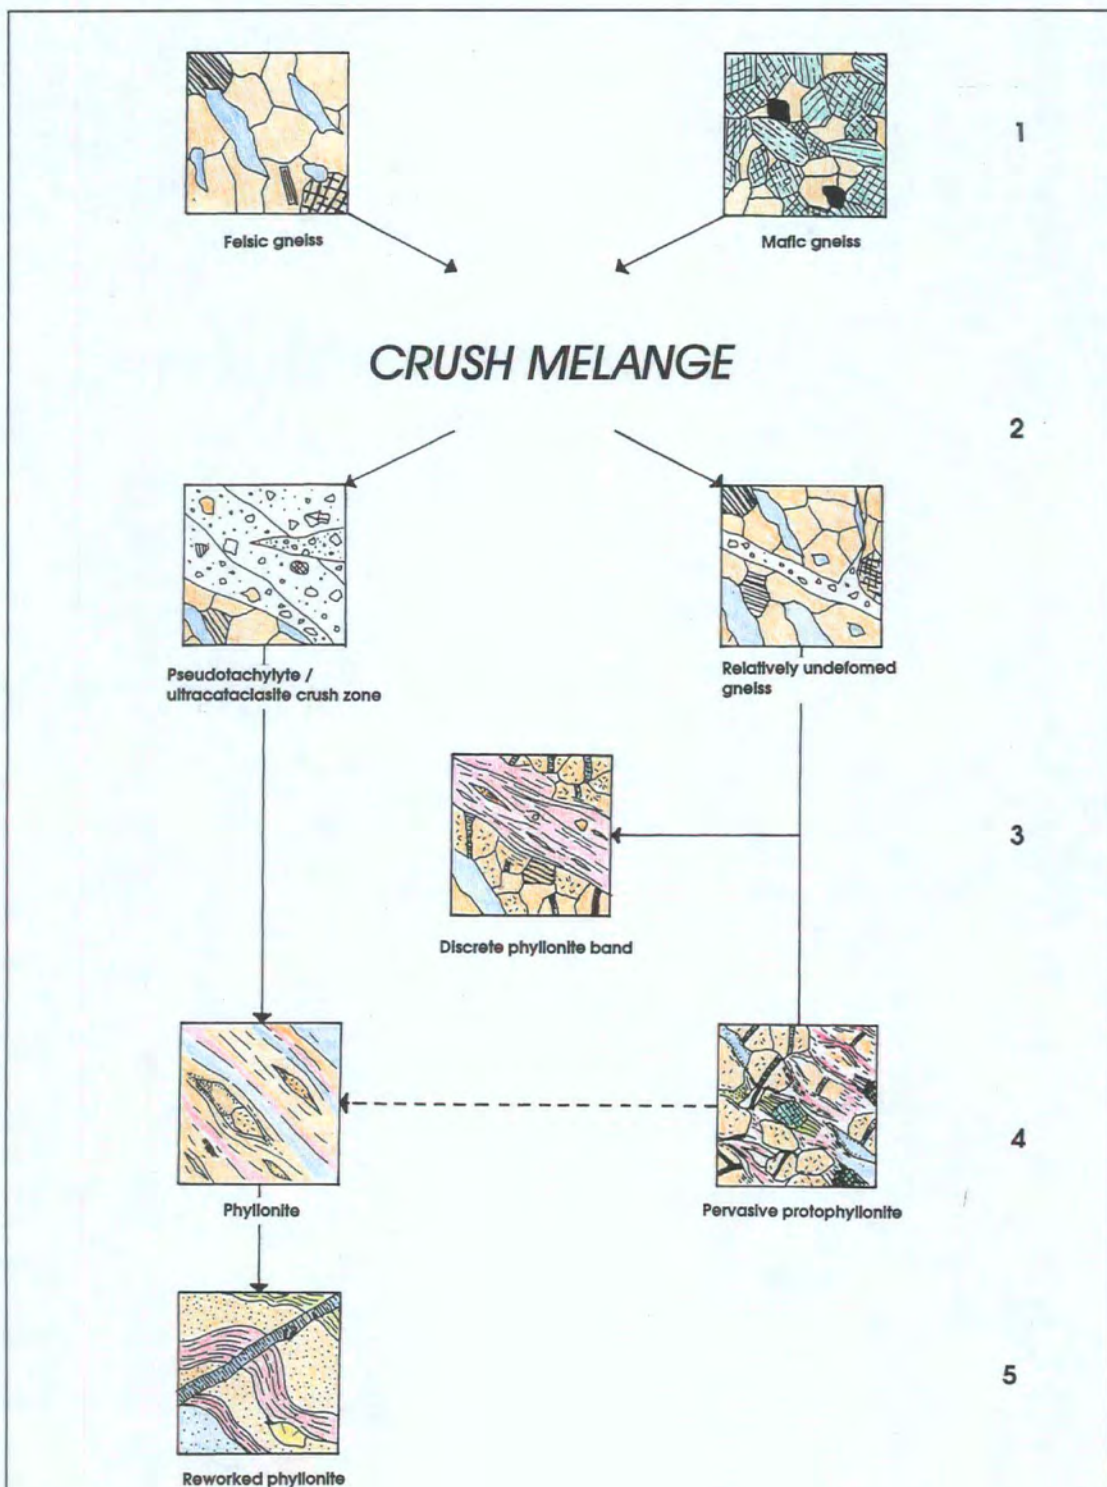 1
Felsic gneiss
Mafic gneiss
CRUSH MELANGE
2
Pseudotachylyte /
ultracataclasite crush zone
Relatively undefomed
gneiss
3
Discrete phyllonite band
4
Phyllonite
Pervasive protophyllonite
5
Reworked phyllonite